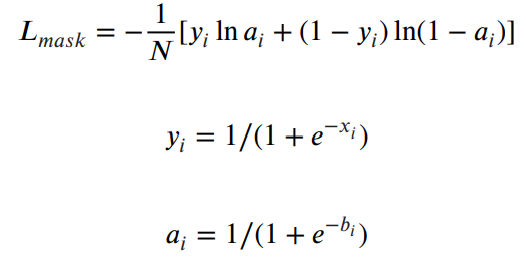 L_{mask} = -\frac{1}{N}[y_i \ln a_i + (1 - y_i) \ln(1 - a_i)]
y_i = 1/(1 + e^{-x_i})
a_i = 1/(1 + e^{-b_i})